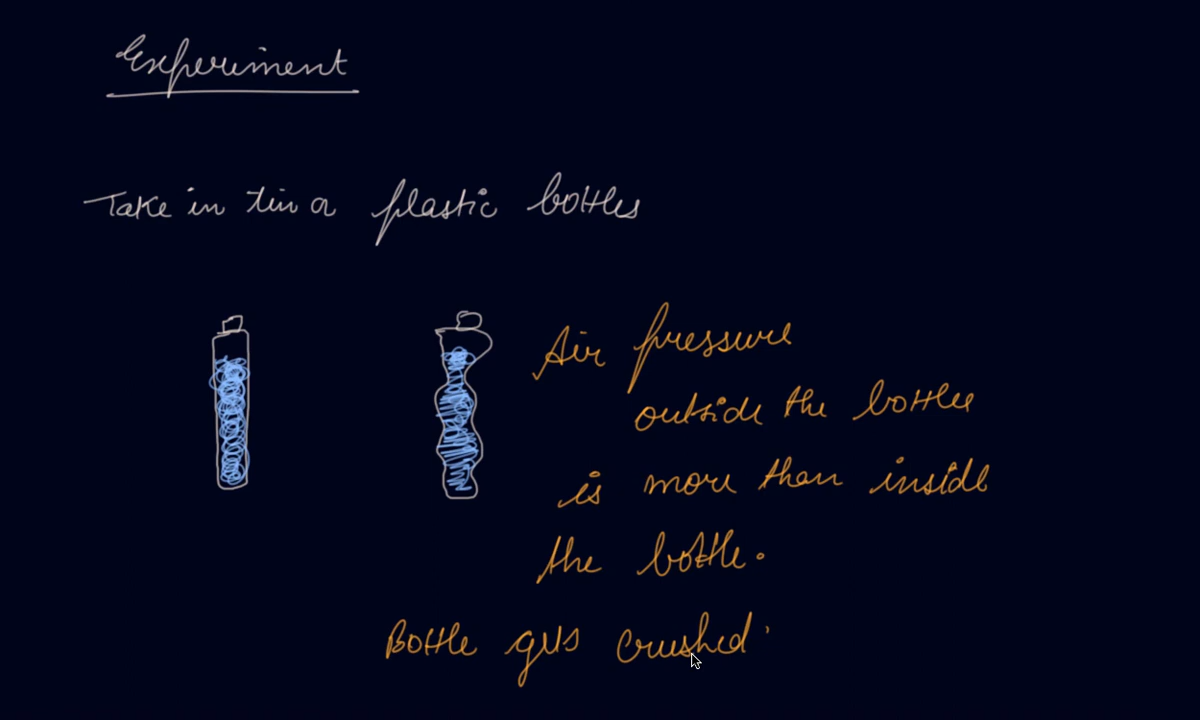 Experiment
Take in tin or plastic bottles
Air pressure
outside the bottle
is more than inside
the bottle.
Bottle gets crushed.